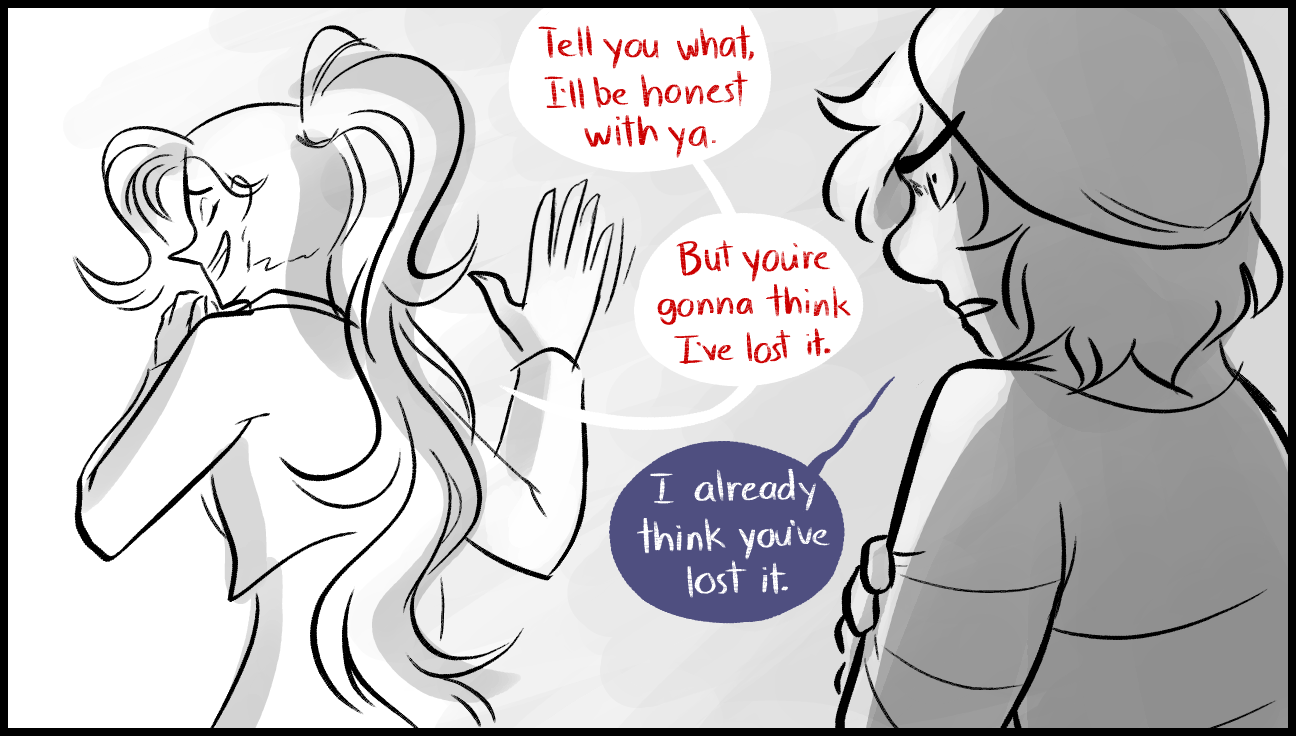 Tell you what,
I'll be honest
with ya.
But you're
gonna think
I've lost it.
I already
think you've
lost it.